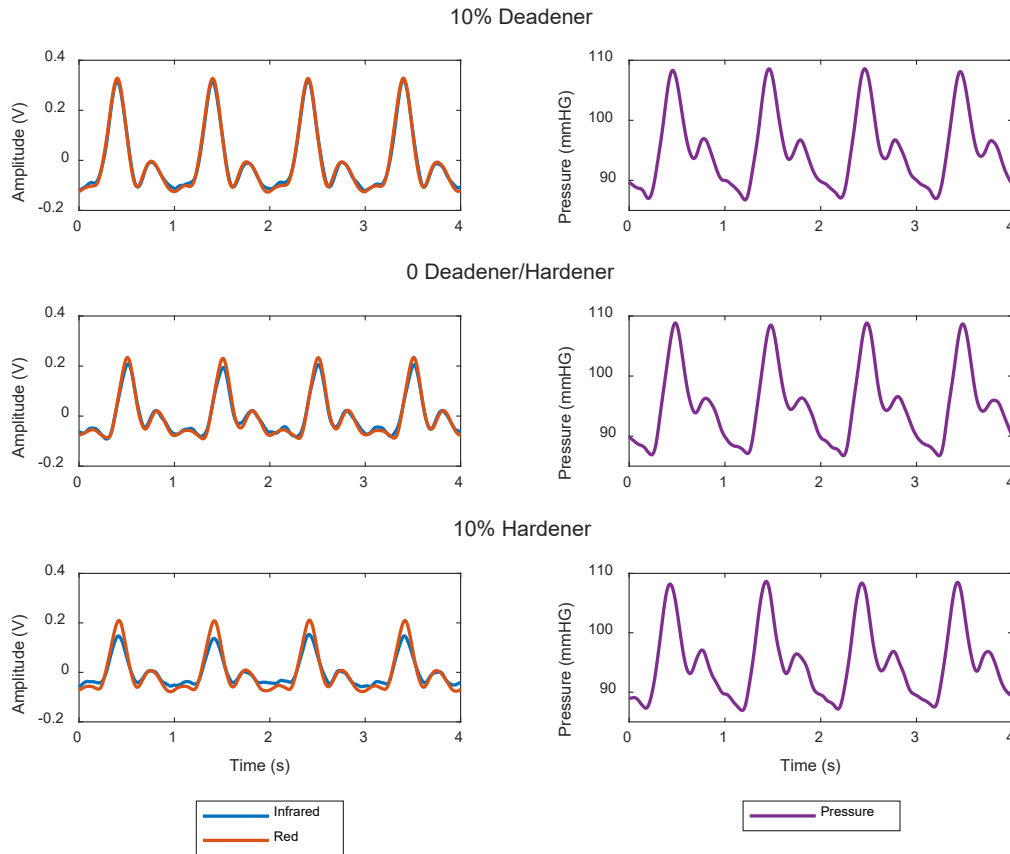 10% Deadener
0.4
0.2
0
-0.2
Amplitude (V)
0 1 2 3 4
110
100
90
Pressure (mmHG)
0 1 2 3 4
0 Deadener/Hardener
0.4
0.2
0
-0.2
Amplitude (V)
0 1 2 3 4
110
100
90
Pressure (mmHG)
0 1 2 3 4
10% Hardener
0.4
0.2
0
-0.2
Amplitude (V)
0 1 2 3 4
Time (s)
110
100
90
Pressure (mmHG)
0 1 2 3 4
Time (s)
Infrared
Red
Pressure